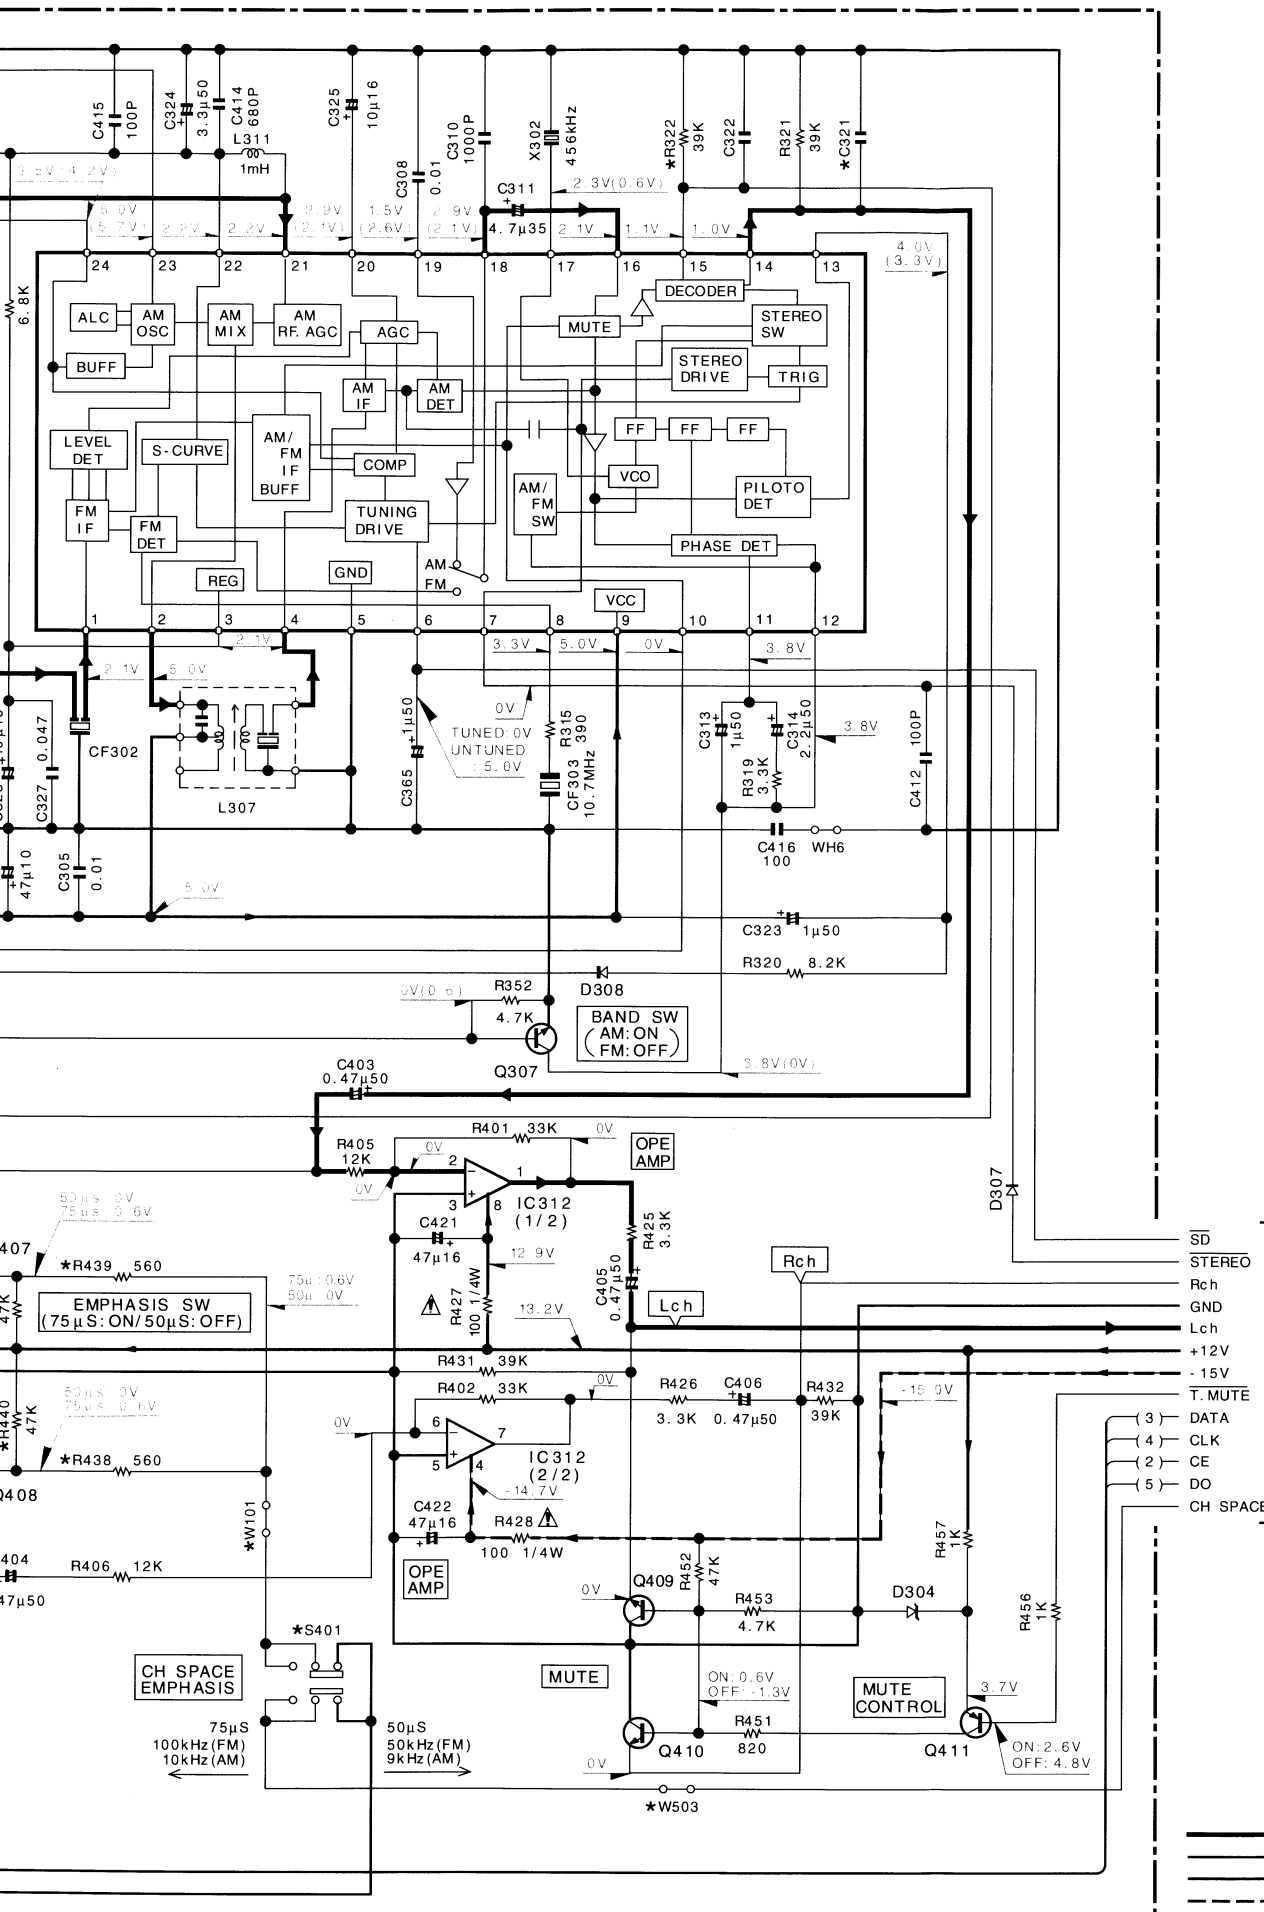 C415
100P
C324
3.3µ50
C414
680P
L311
1mH
C325
10µ16
C308
0.01
C310
1000P
X302
456kHz
*R322
39K
C322
R321
39K
*C321
C311
4.7µ35
2.3V(0.6V)
5.0V
(5.7V)
2.2V
2.2V
2.9V
(2.1V)
1.5V
(2.6V)
2.9V
(2.1V)
2.1V
1.1V
1.0V
4.0V
(3.3V)
24
23
22
21
20
19
18
17
16
15
14
13
6.8K
ALC
AM
OSC
AM
MIX
AM
RF. AGC
AGC
MUTE
DECODER
STEREO
SW
BUFF
AM
IF
AM
DET
STEREO
DRIVE
TRIG
LEVEL
DET
S-CURVE
AM/
FM
IF
BUFF
COMP
FF
FF
FF
VCO
AM/
FM
SW
PILOTO
DET
FM
IF
FM
DET
TUNING
DRIVE
PHASE DET
REG
GND
AM
FM
VCC
1
2
3
4
5
6
7
8
9
10
11
12
2.1V
3.3V
5.0V
0V
3.8V
2.1V
5.0V
CF302
L307
C327
0.047
C365
1µ50
0V
TUNED:0V
UNTUNED
:5.0V
R315
390
CF303
10.7MHz
C313
1µ50
C314
2.2µ50
R319
3.3K
3.8V
C412
100P
C416
100
WH6
47µ10
C305
0.01
5.0V
C323
1µ50
R320
8.2K
D308
0V(0.6)
R352
4.7K
Q307
BAND SW
(AM:ON
FM:OFF)
3.8V(0V)
C403
0.47µ50
R401
33K
0V
OPE
AMP
R405
12K
0V
0V
2
3
1
8
IC312
(1/2)
C421
47µ16
12.9V
R427
100 1/4W
R425
3.3K
C405
0.47µ50
Lch
Rch
13.2V
D307
50µs 0V
75µs 0.6V
407
*R439
560
47K
EMPHASIS SW
(75µS:ON/50µS:OFF)
75µ:0.6V
50µ:0V
R431
39K
R402
33K
0V
50µs 0V
75µs 0.6V
*R440
47K
*R438
560
Q408
0V
6
5
7
4
IC312
(2/2)
-14.7V
R426
3.3K
C406
0.47µ50
R432
39K
-15.0V
C422
47µ16
R428
100 1/4W
OPE
AMP
*W101
404
47µ50
R406
12K
R452
47K
Q409
0V
R453
4.7K
D304
R457
1K
R456
1K
*S401
CH SPACE
EMPHASIS
75µS
100kHz(FM)
10kHz(AM)
50µS
50kHz(FM)
9kHz(AM)
MUTE
ON:0.6V
OFF:-1.3V
MUTE
CONTROL
3.7V
Q410
R451
820
Q411
ON:2.6V
OFF:4.8V
0V
*W503
SD
STEREO
Rch
GND
Lch
+12V
-15V
T.MUTE
(3) DATA
(4) CLK
(2) CE
(5) DO
CH SPACE